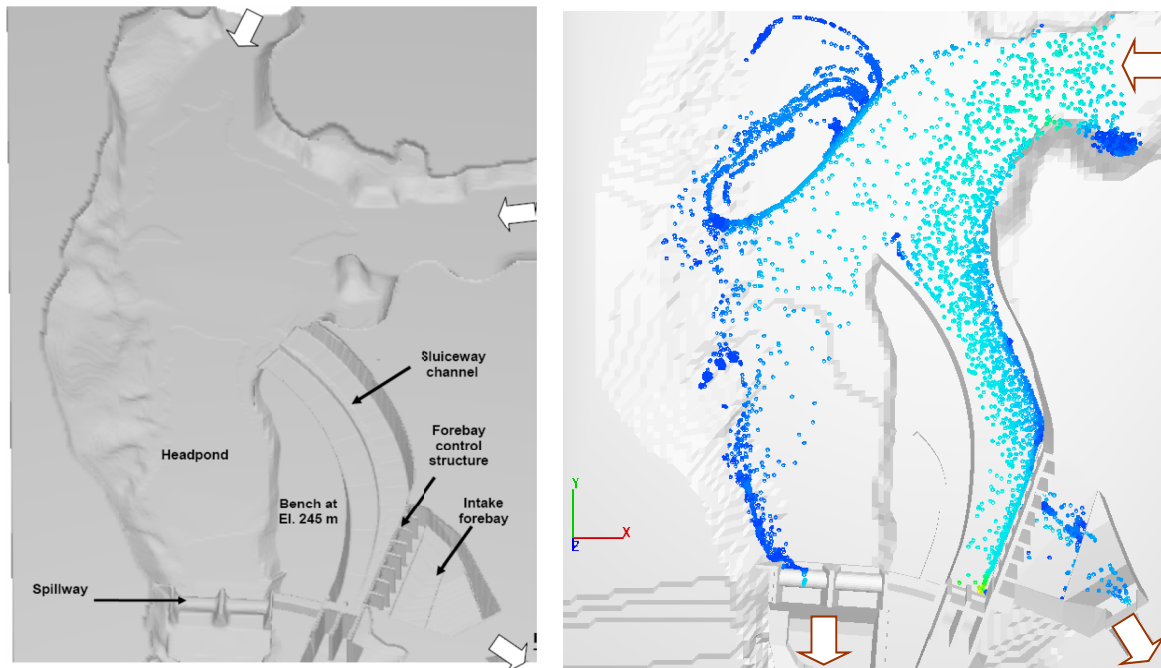 Sluiceway
channel
Forebay
control
structure
Headpond
Intake
forebay
Bench at
El. 245 m
Spillway
Y
X
Z